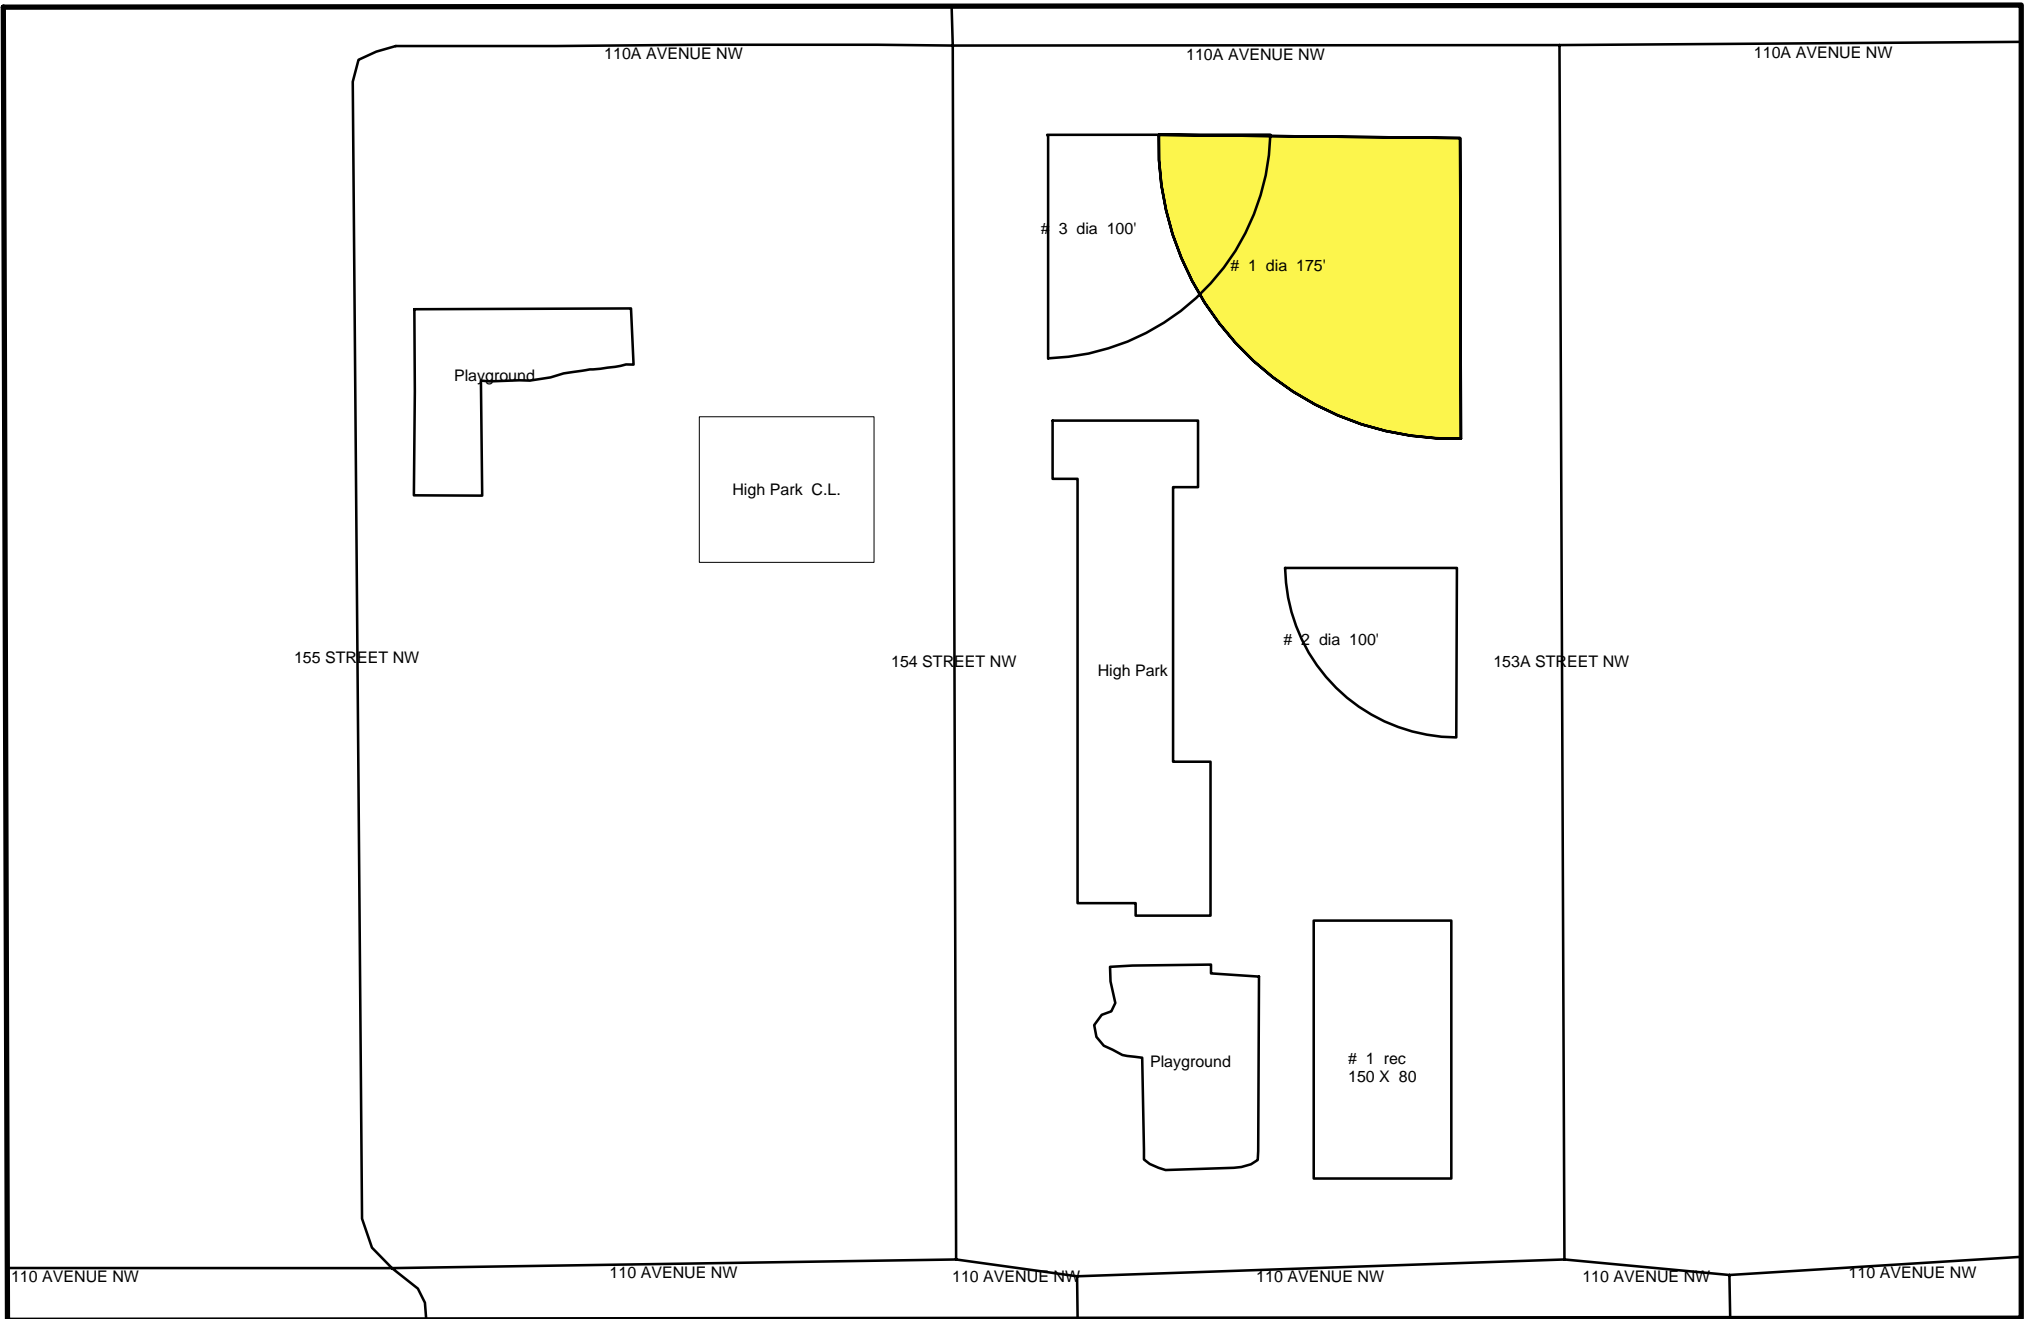 110A AVENUE NW
110A AVENUE NW
110A AVENUE NW
# 3 dia 100'
# 1 dia 175'
Playground
High Park C.L.
# 2 dia 100'
155 STREET NW
154 STREET NW
High Park
153A STREET NW
Playground
# 1 rec
150 X 80
110 AVENUE NW
110 AVENUE NW
110 AVENUE NW
110 AVENUE NW
110 AVENUE NW
110 AVENUE NW